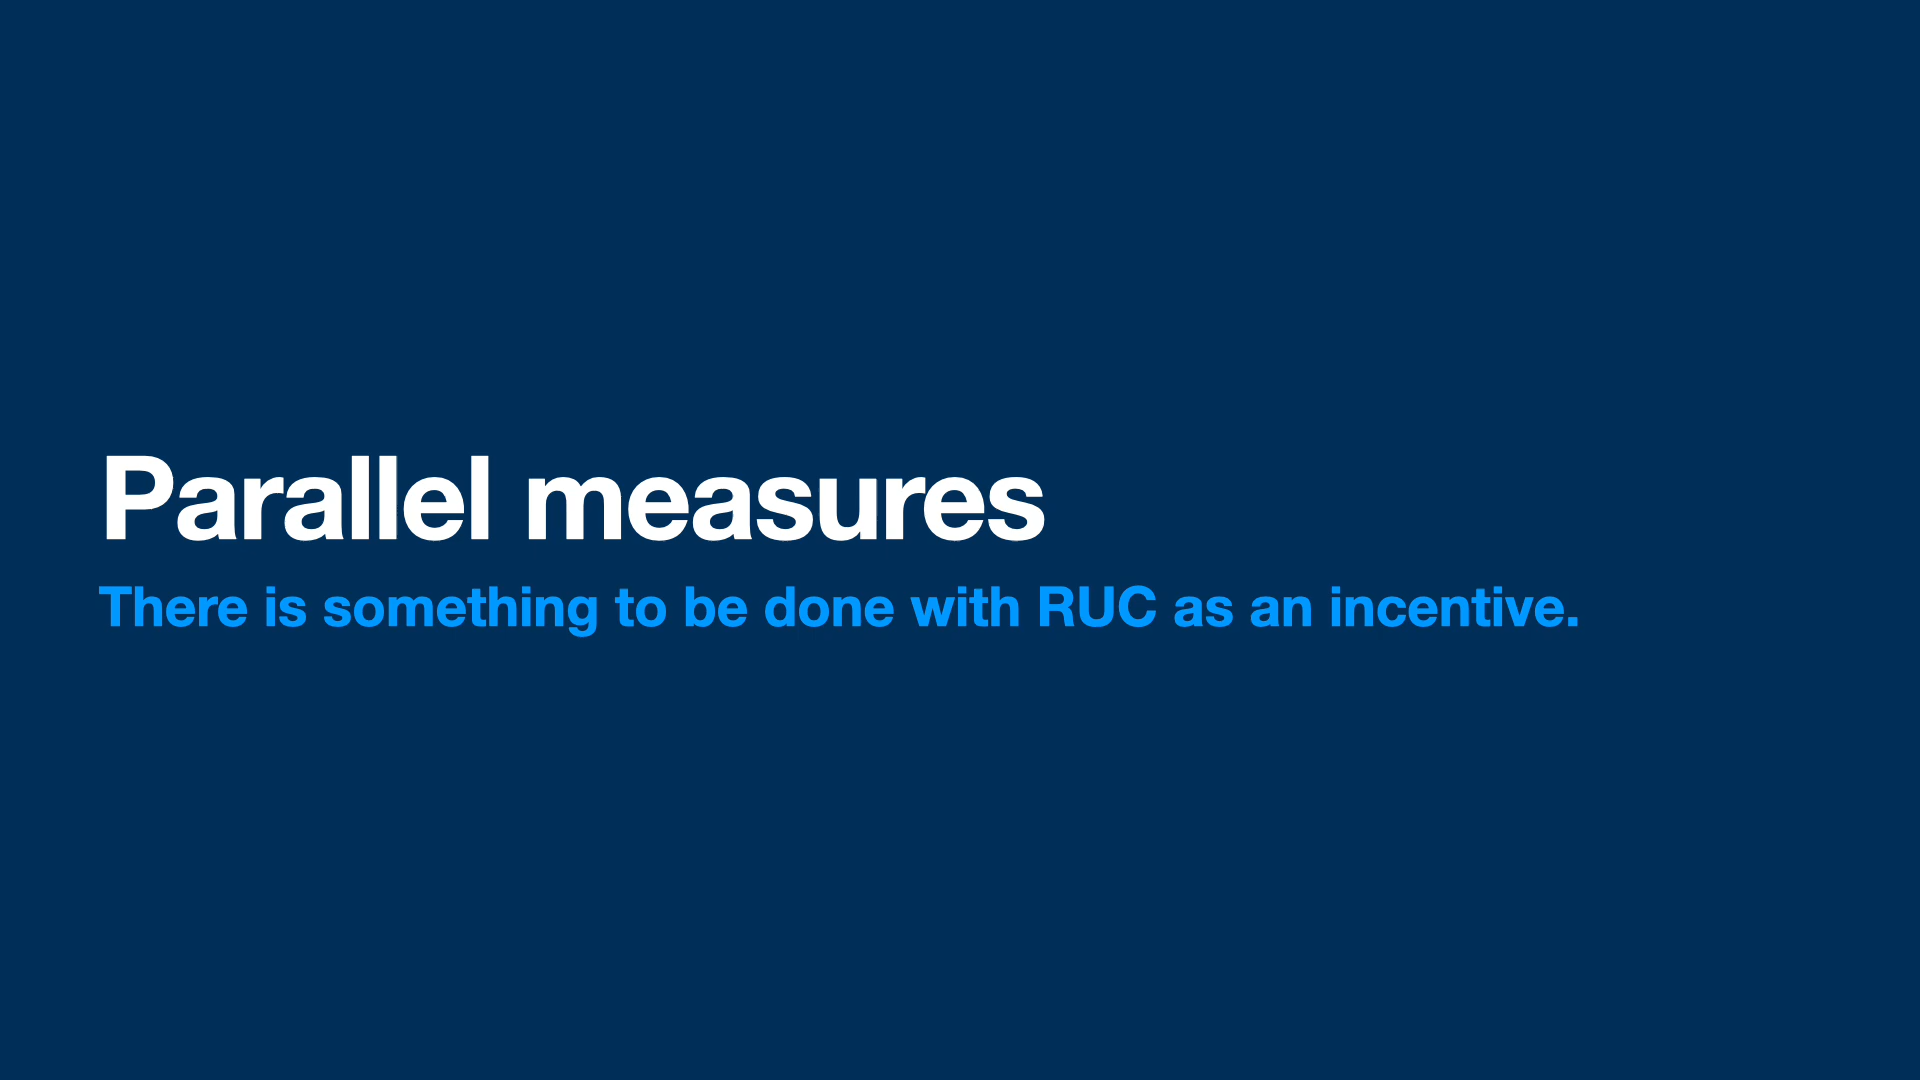 Parallel measures
There is something to be done with RUC as an incentive.